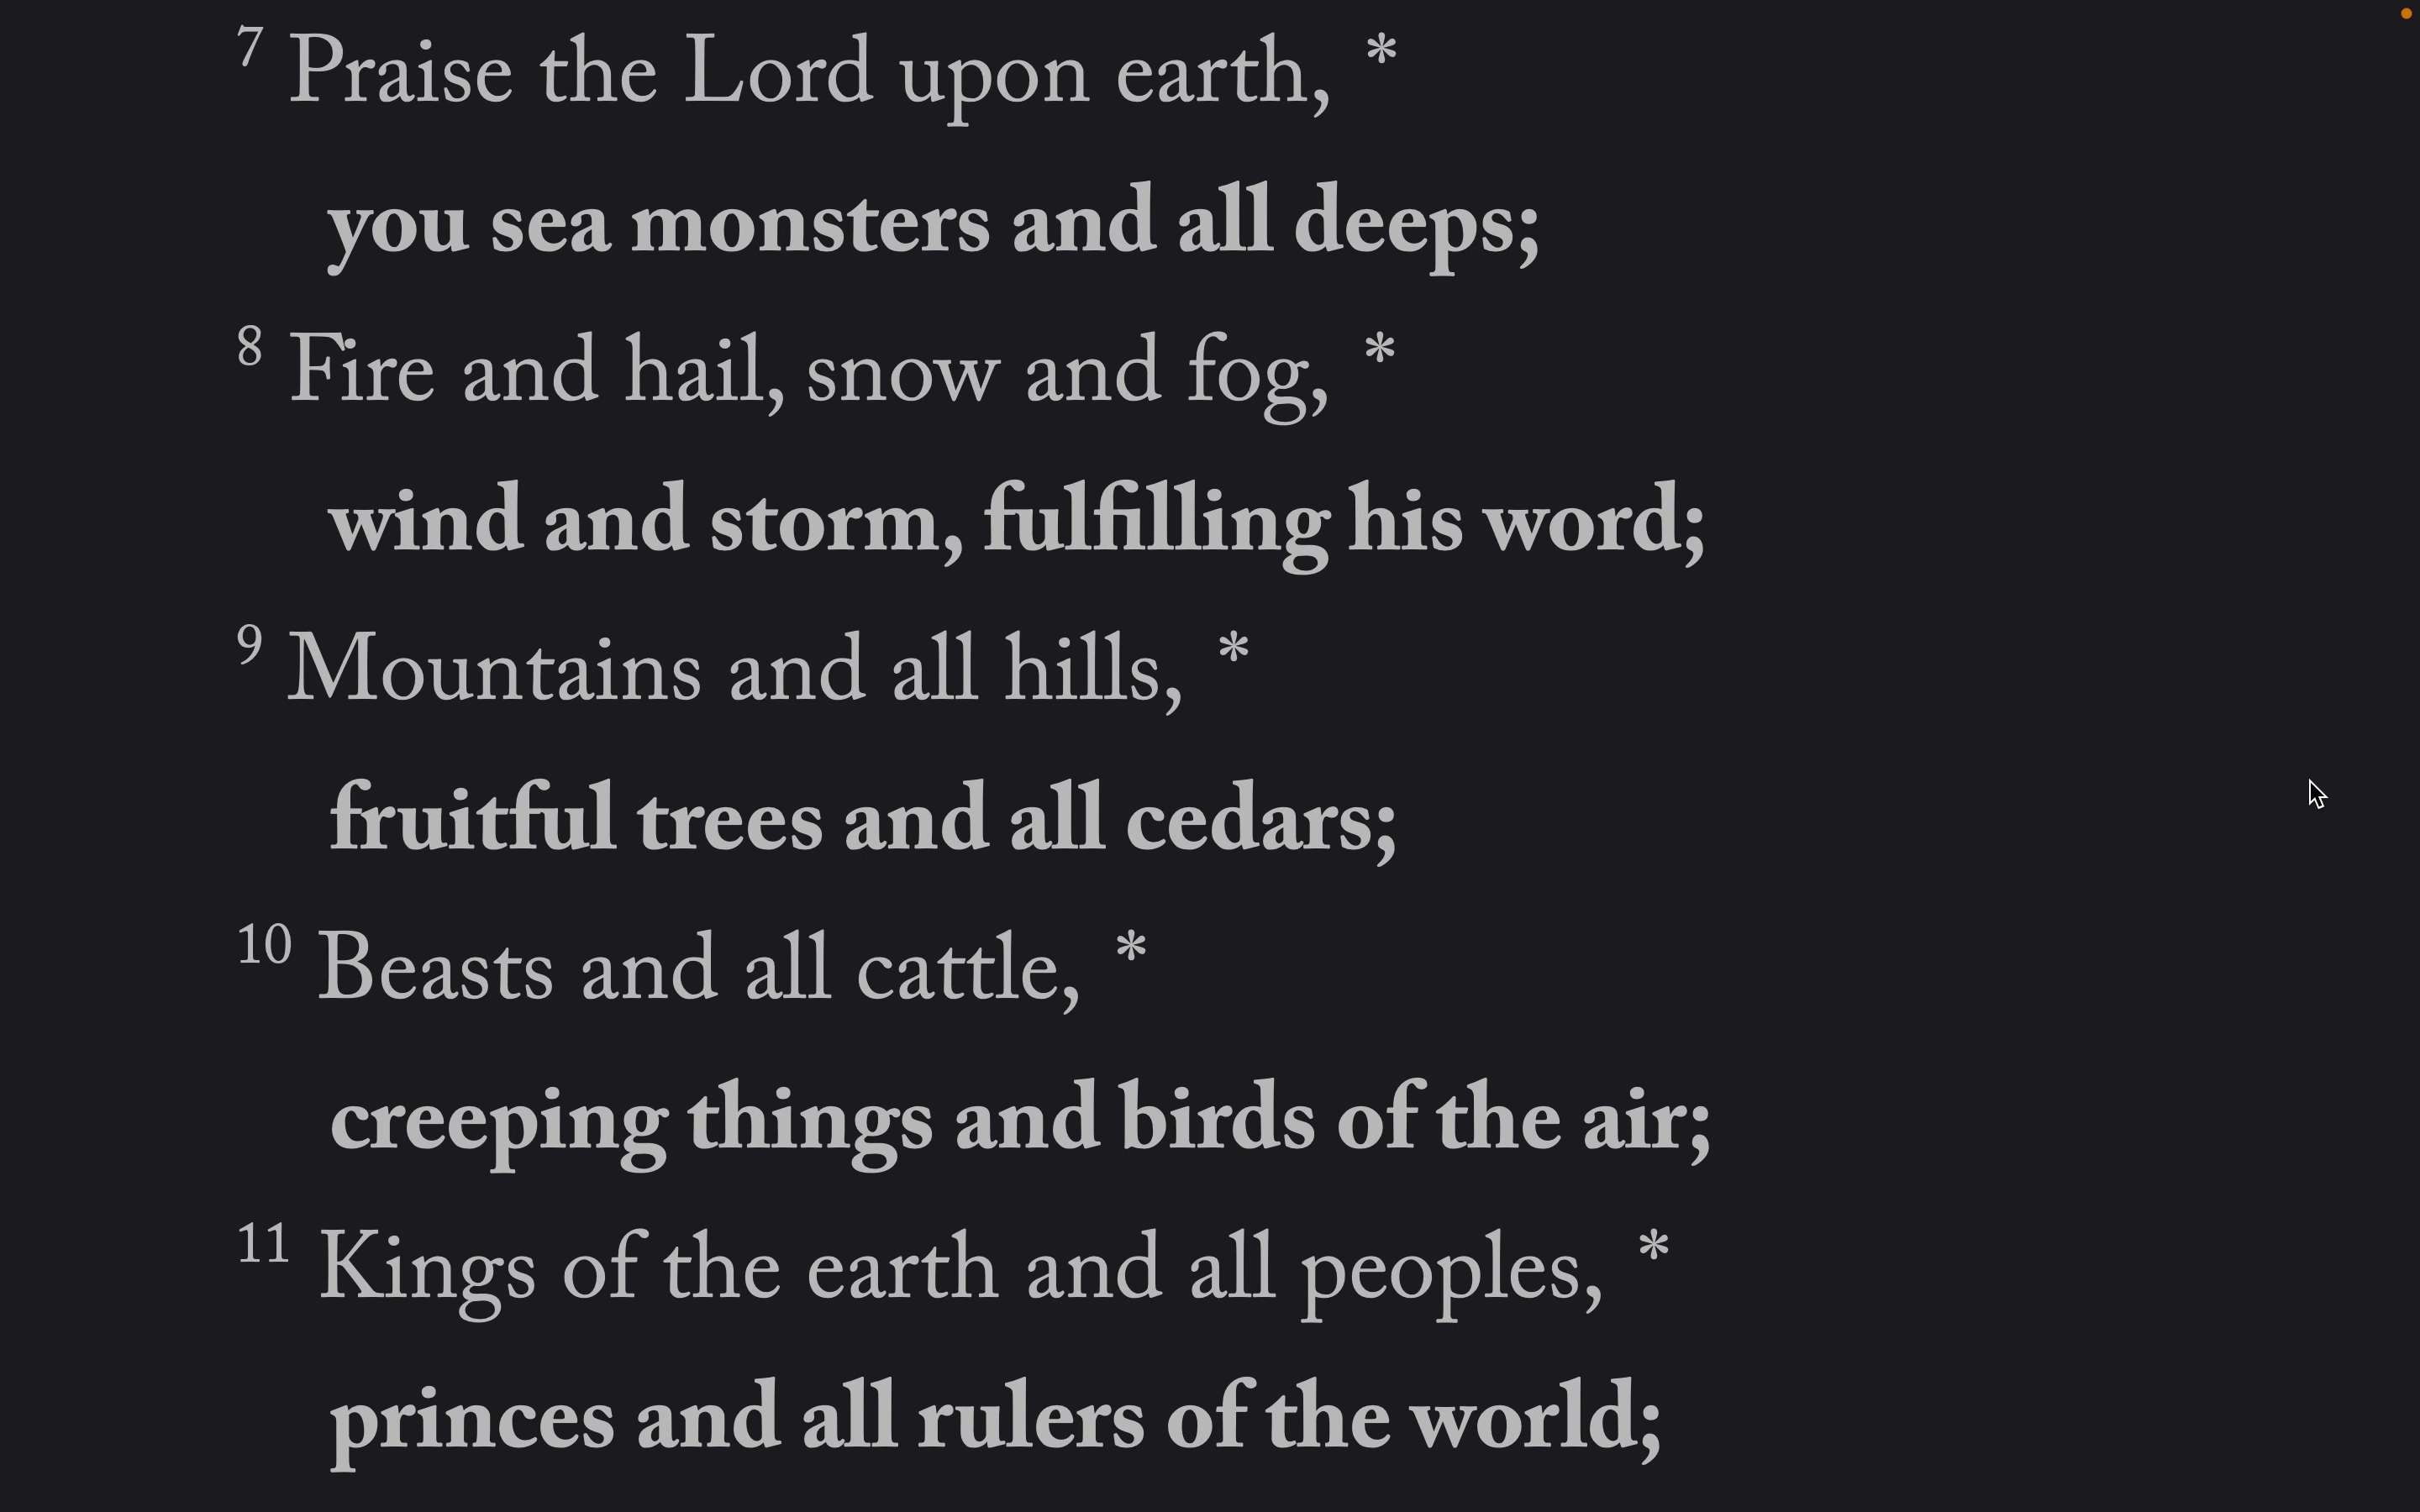 7 Praise the Lord upon earth, *
you sea monsters and all deeps;
8 Fire and hail, snow and fog, *
wind and storm, fulfilling his word;
9 Mountains and all hills, *
fruitful trees and all cedars;
10 Beasts and all cattle, *
creeping things and birds of the air;
11 Kings of the earth and all peoples, *
princes and all rulers of the world;